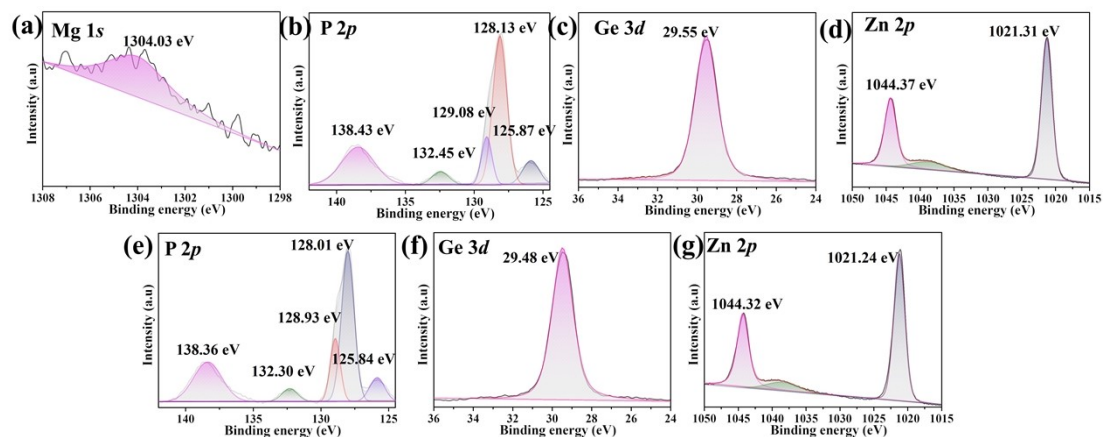 (a) Mg 1s
1304.03 eV
Intensity (a.u)
1308 1306 1304 1302 1300 1298
Binding energy (eV)
(b) P 2p
128.13 eV
129.08 eV
138.43 eV
132.45 eV
125.87 eV
Intensity (a.u)
140 135 130 125
Binding energy (eV)
(c) Ge 3d
29.55 eV
Intensity (a.u)
36 34 32 30 28 26 24
Binding energy (eV)
(d) Zn 2p
1021.31 eV
1044.37 eV
Intensity (a.u)
1050 1045 1040 1035 1030 1025 1020 1015
Binding energy (eV)
(e) P 2p
128.01 eV
128.93 eV
138.36 eV
132.30 eV
125.84 eV
Intensity (a.u)
140 135 130 125
Binding energy (eV)
(f) Ge 3d
29.48 eV
Intensity (a.u)
36 34 32 30 28 26 24
Binding energy (eV)
(g) Zn 2p
1021.24 eV
1044.32 eV
Intensity (a.u)
1050 1045 1040 1035 1030 1025 1020 1015
Binding energy (eV)